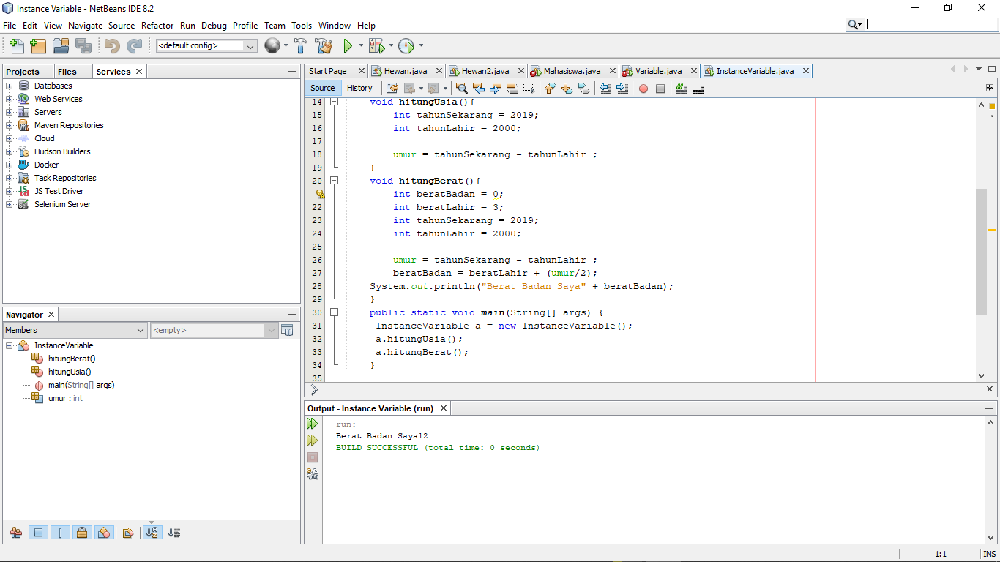 Instance Variable - NetBeans IDE 8.2
File Edit View Navigate Source Refactor Run Debug Profile Team Tools Window Help
<default config>
Projects Files Services
Databases
Web Services
Servers
Maven Repositories
Cloud
Hudson Builders
Docker
Task Repositories
JS Test Driver
Selenium Server
Navigator
Members <empty>
InstanceVariable
hitungBerat()
hitungUsia()
main(String[] args)
umur : int
Start Page Hewan.java Hewan2.java Mahasiswa.java Variable.java InstanceVariable.java
Source History
14 void hitungUsia(){
15 int tahunSekarang = 2019;
16 int tahunLahir = 2000;
17
18 umur = tahunSekarang - tahunLahir ;
19 }
20 void hitungBerat(){
int beratBadan = 0;
22 int beratLahir = 3;
23 int tahunSekarang = 2019;
24 int tahunLahir = 2000;
25
26 umur = tahunSekarang - tahunLahir ;
27 beratBadan = beratLahir + (umur/2);
28 System.out.println("Berat Badan Saya" + beratBadan);
29 }
30 public static void main(String[] args) {
31 InstanceVariable a = new InstanceVariable();
32 a.hitungUsia();
33 a.hitungBerat();
34 }
35
Output - Instance Variable (run)
run:
Berat Badan Saya12
BUILD SUCCESSFUL (total time: 0 seconds)
1:1 INS